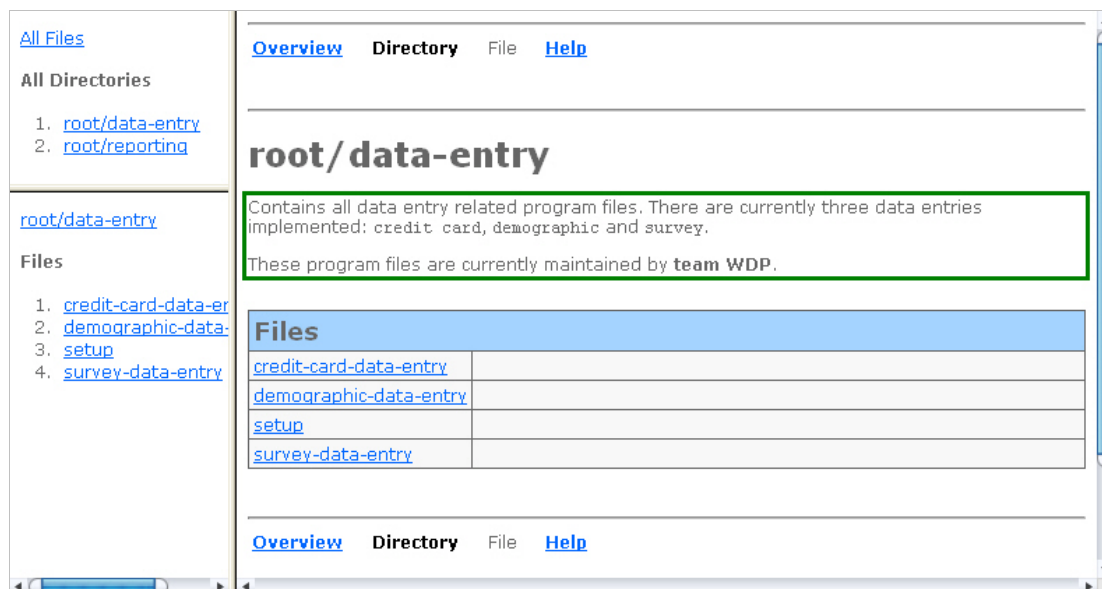 All Files
All Directories
1. root/data-entry
2. root/reporting
root/data-entry
Files
1. credit-card-data-er
2. demographic-data-
3. setup
4. survey-data-entry
Overview Directory File Help
root/data-entry
Contains all data entry related program files. There are currently three data entries
implemented: credit card, demographic and survey.
These program files are currently maintained by team WDP.
Files
credit-card-data-entry
demographic-data-entry
setup
survey-data-entry
Overview Directory File Help